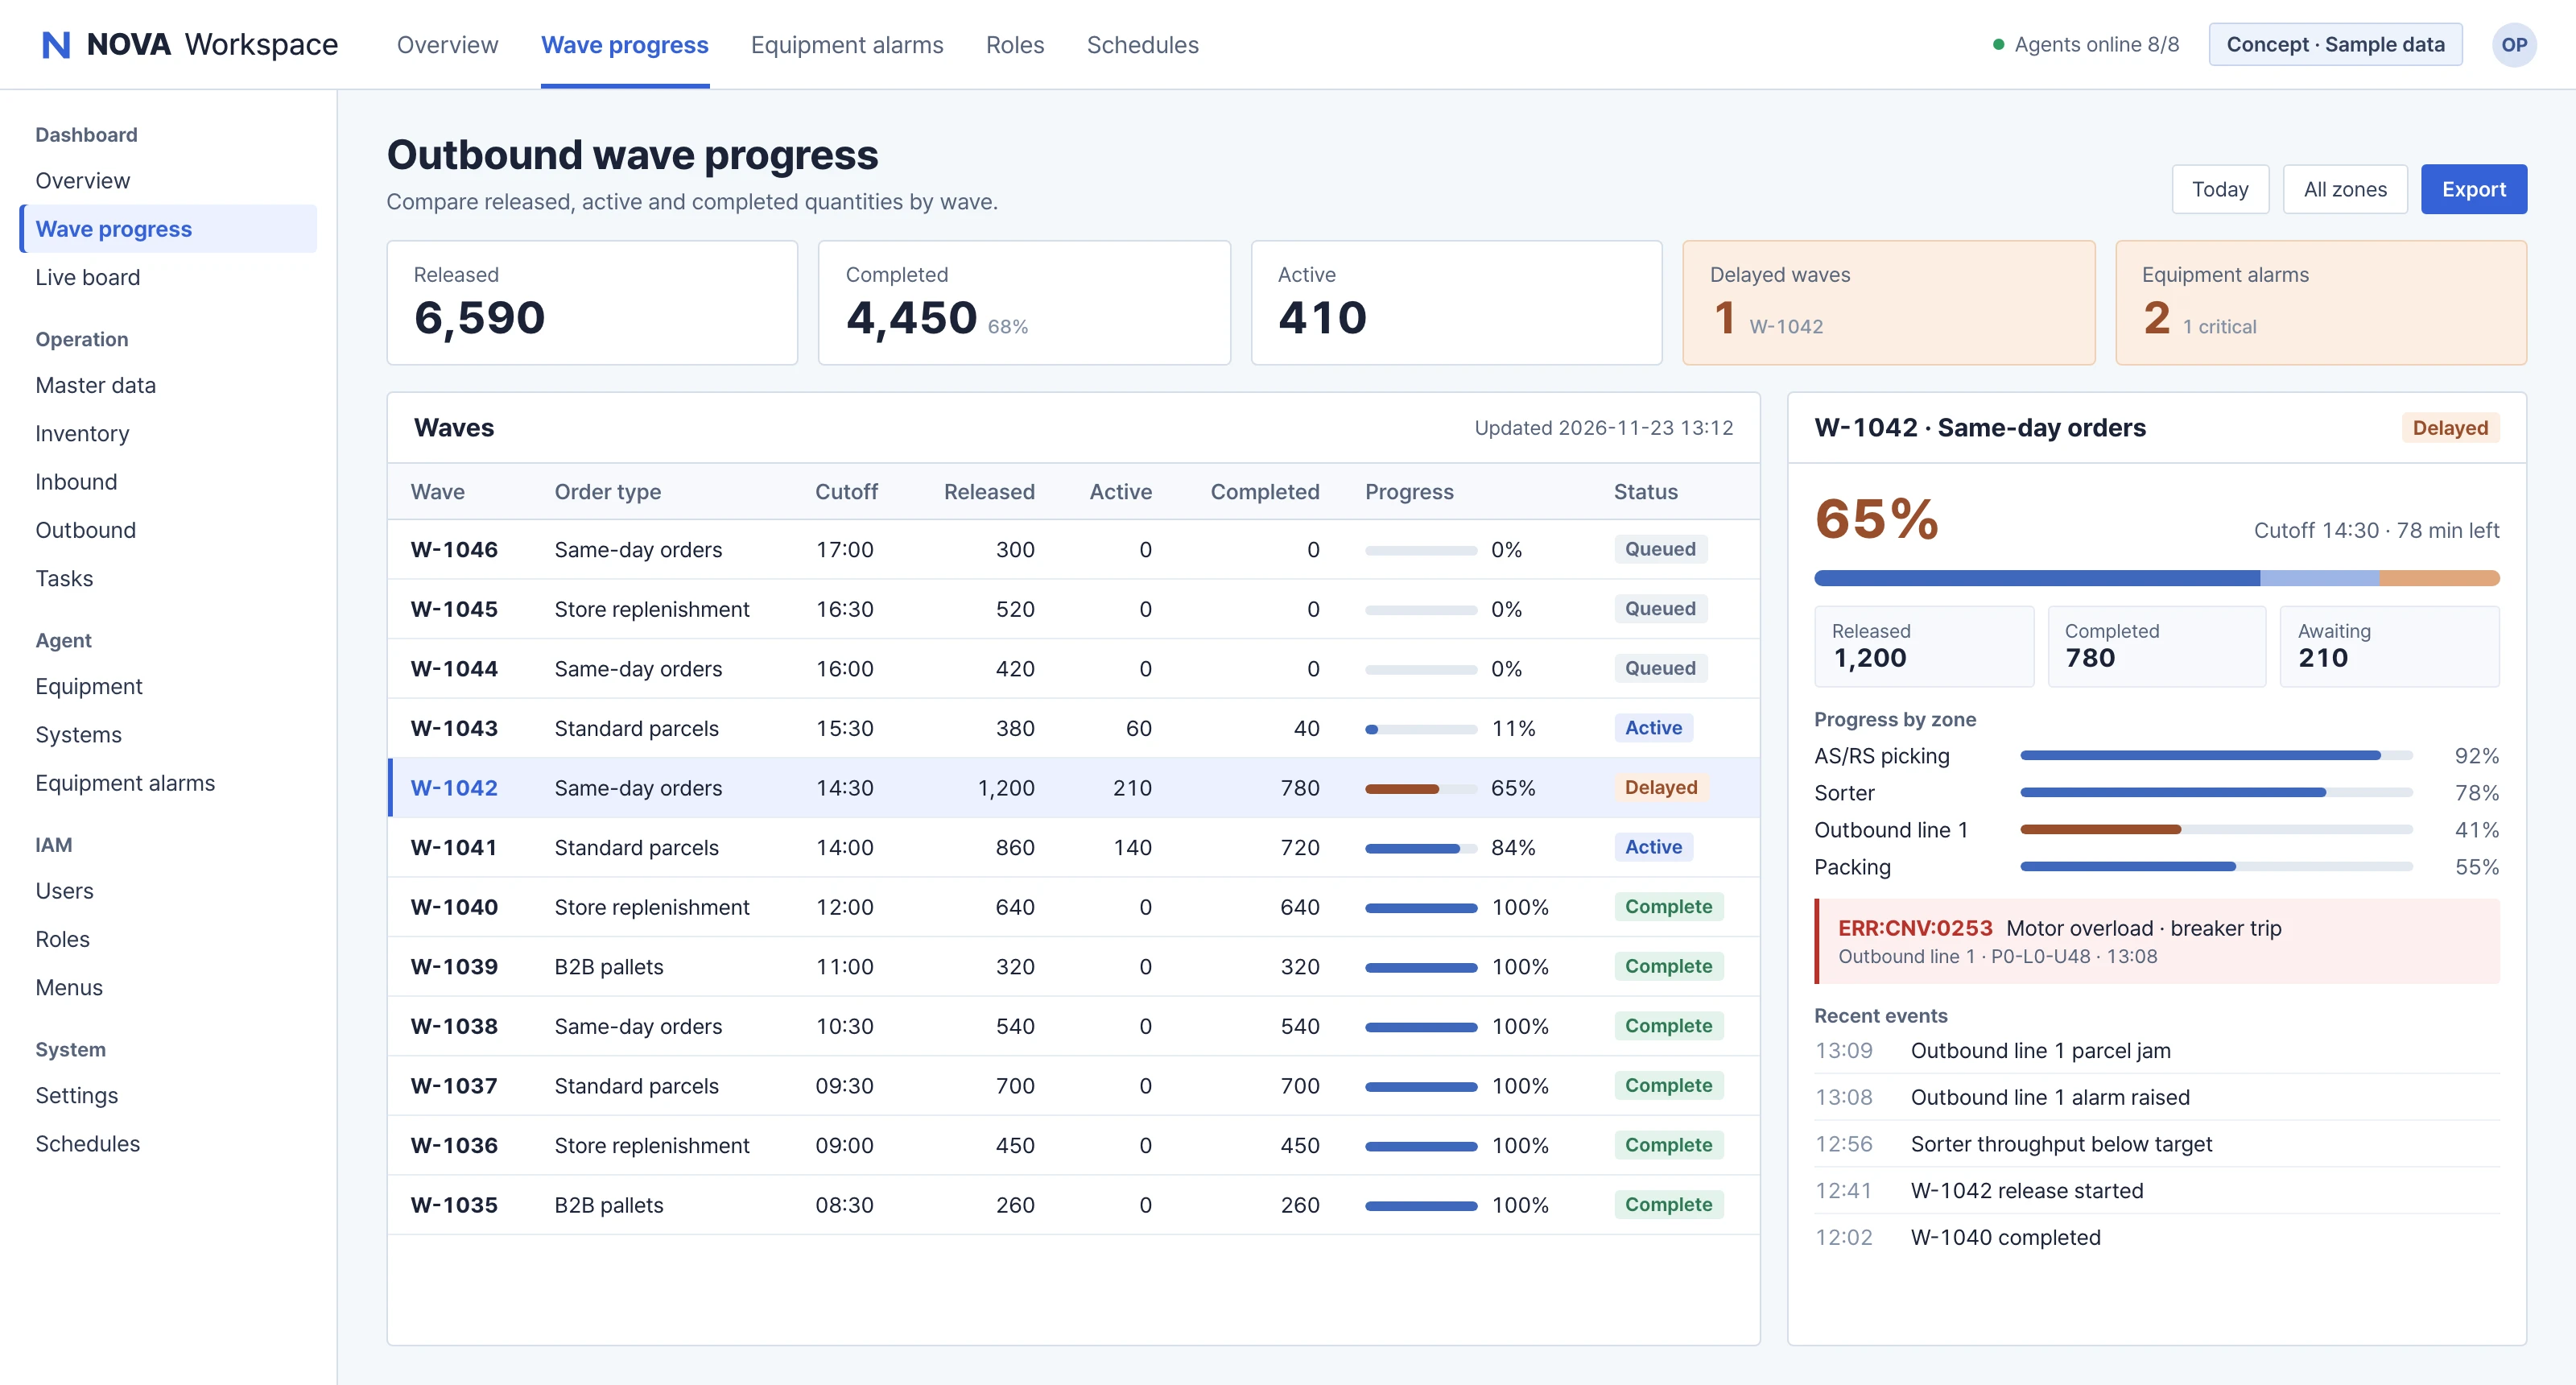 NOVA Workspace
Overview
Wave progress
Equipment alarms
Roles
Schedules
Agents online 8/8
Concept · Sample data
OP
Dashboard
Overview
Wave progress
Live board
Operation
Master data
Inventory
Inbound
Outbound
Tasks
Agent
Equipment
Systems
Equipment alarms
IAM
Users
Roles
Menus
System
Settings
Schedules
Outbound wave progress
Compare released, active and completed quantities by wave.
Today
All zones
Export
Released
6,590
Completed
4,450 68%
Active
410
Delayed waves
1 W-1042
Equipment alarms
2 1 critical
Waves
Updated 2026-11-23 13:12
Wave Order type Cutoff Released Active Completed Progress Status
W-1046 Same-day orders 17:00 300 0 0 0% Queued
W-1045 Store replenishment 16:30 520 0 0 0% Queued
W-1044 Same-day orders 16:00 420 0 0 0% Queued
W-1043 Standard parcels 15:30 380 60 40 11% Active
W-1042 Same-day orders 14:30 1,200 210 780 65% Delayed
W-1041 Standard parcels 14:00 860 140 720 84% Active
W-1040 Store replenishment 12:00 640 0 640 100% Complete
W-1039 B2B pallets 11:00 320 0 320 100% Complete
W-1038 Same-day orders 10:30 540 0 540 100% Complete
W-1037 Standard parcels 09:30 700 0 700 100% Complete
W-1036 Store replenishment 09:00 450 0 450 100% Complete
W-1035 B2B pallets 08:30 260 0 260 100% Complete
W-1042 · Same-day orders
Delayed
65%
Cutoff 14:30 · 78 min left
Released
1,200
Completed
780
Awaiting
210
Progress by zone
AS/RS picking 92%
Sorter 78%
Outbound line 1 41%
Packing 55%
ERR:CNV:0253 Motor overload · breaker trip
Outbound line 1 · P0-L0-U48 · 13:08
Recent events
13:09 Outbound line 1 parcel jam
13:08 Outbound line 1 alarm raised
12:56 Sorter throughput below target
12:41 W-1042 release started
12:02 W-1040 completed